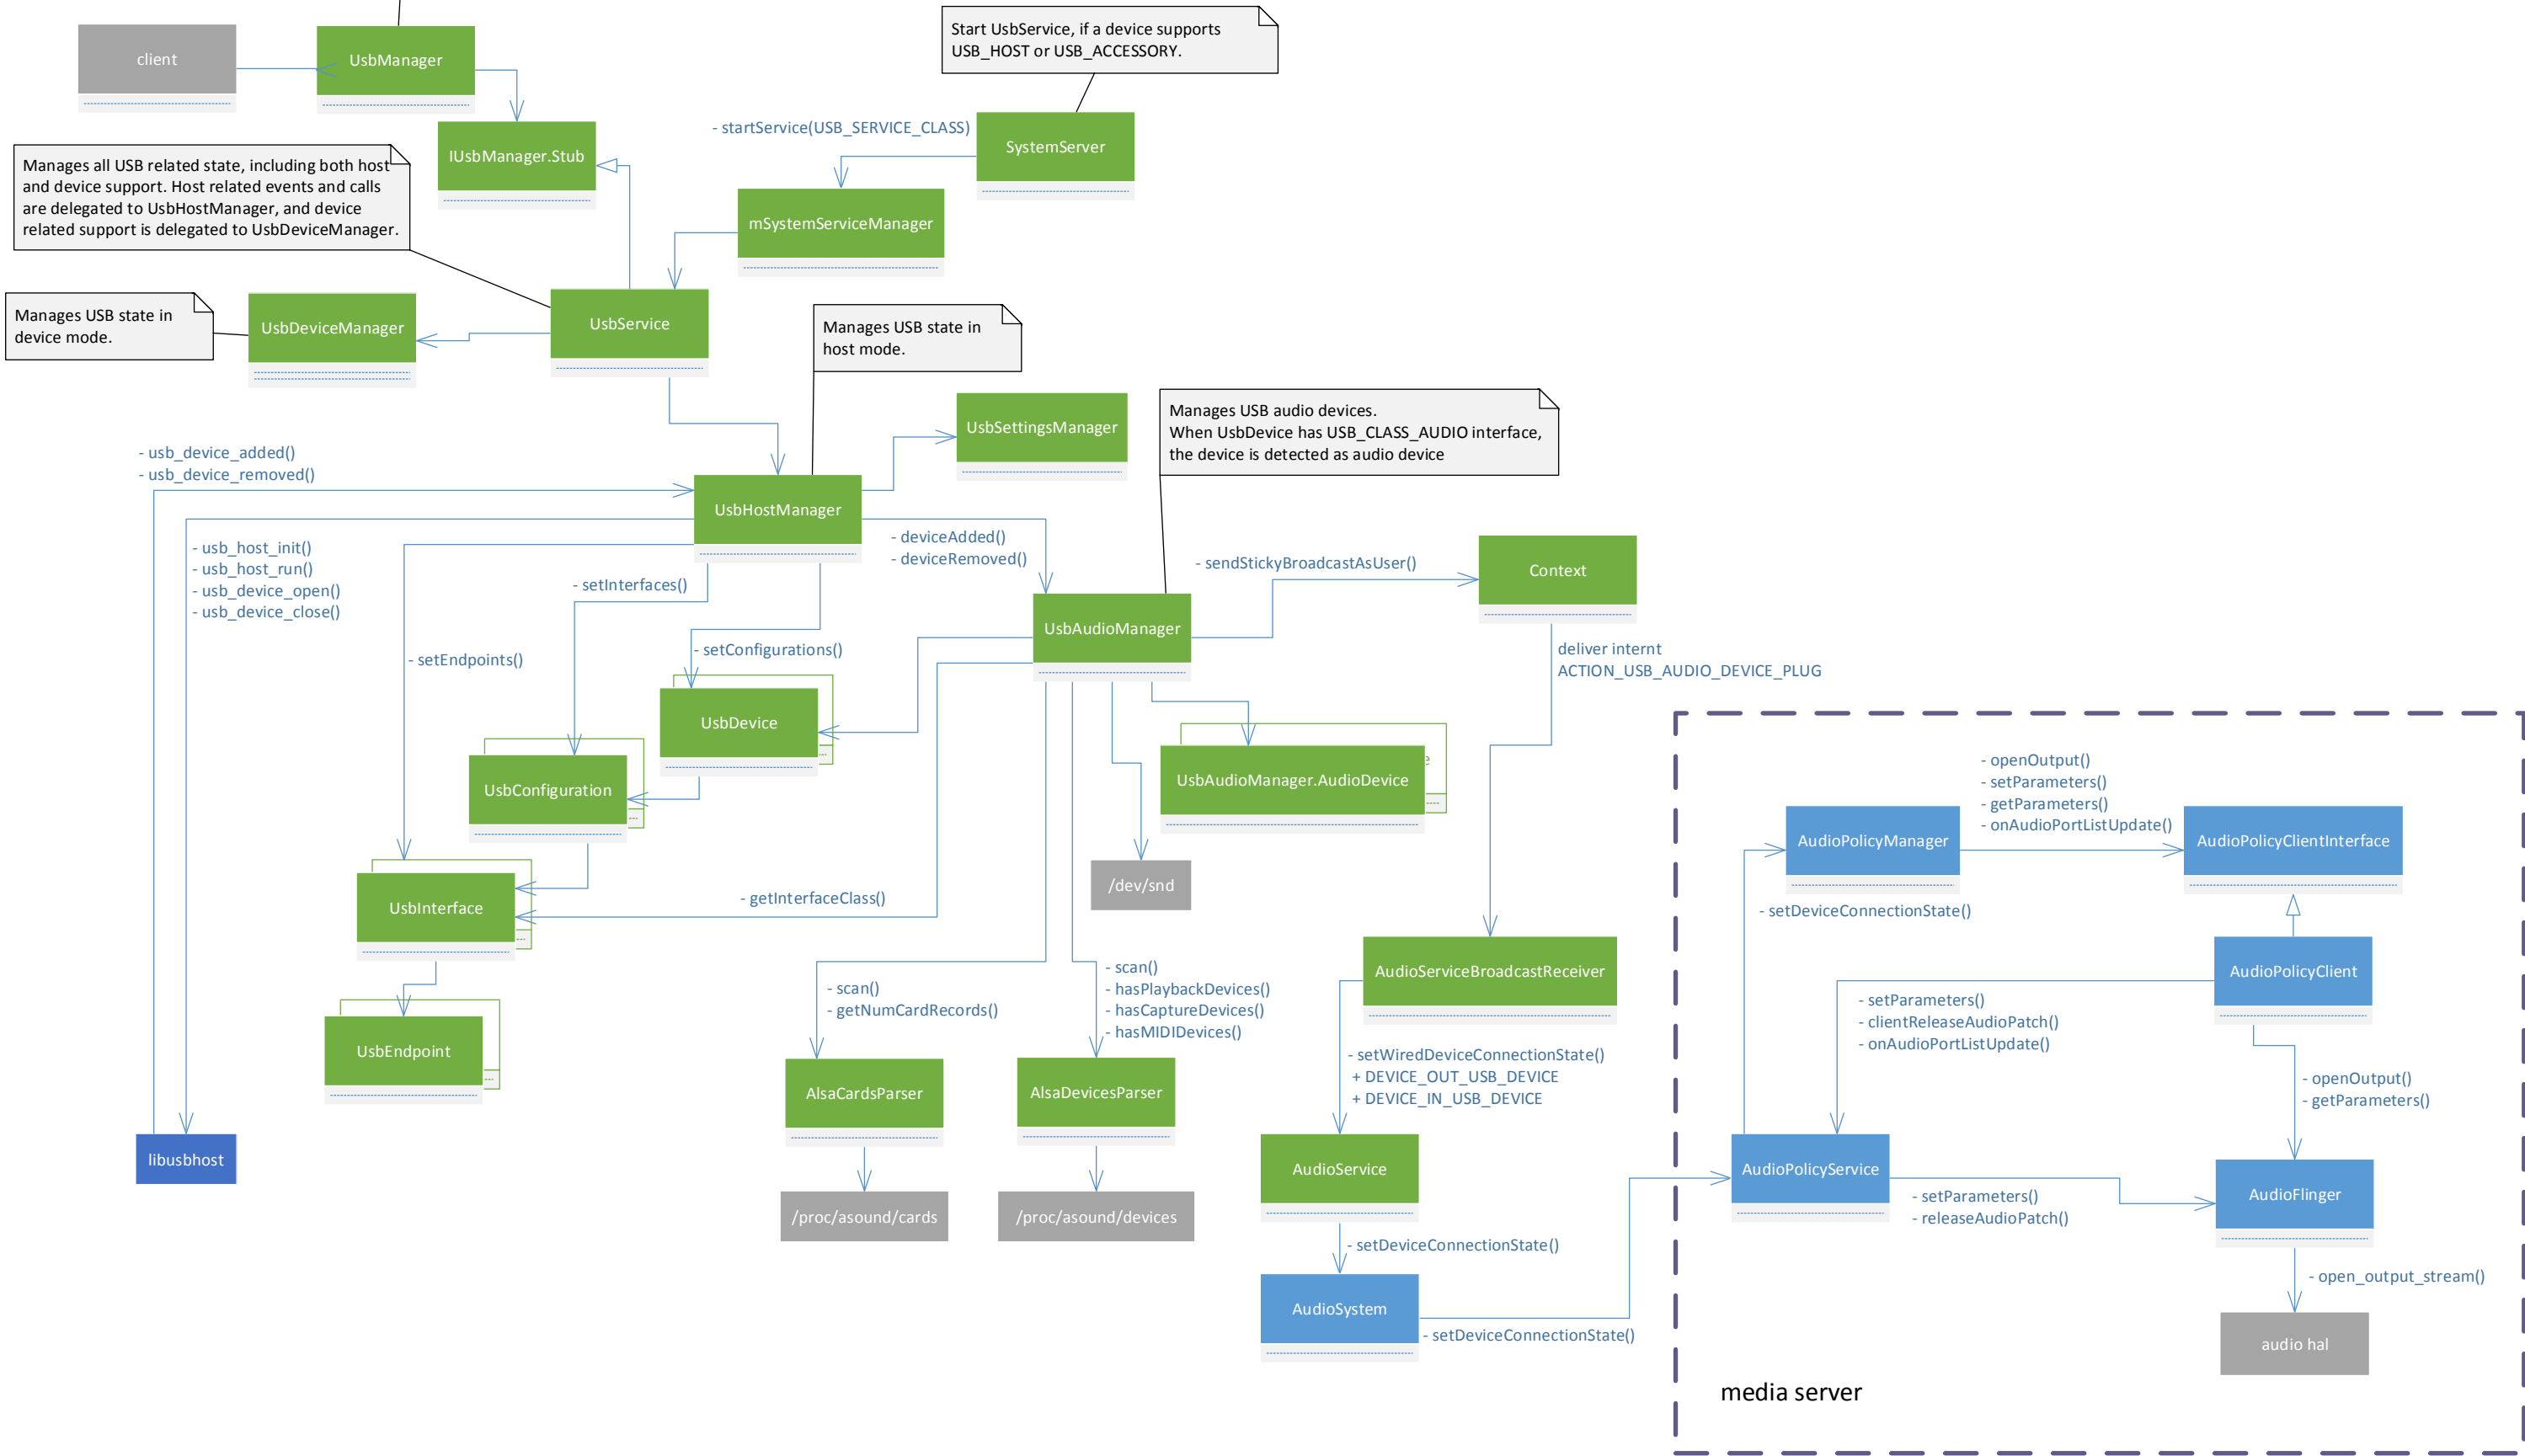 client
UsbManager
Start UsbService, if a device supports
USB_HOST or USB_ACCESSORY.
IUsbManager.Stub
- startService(USB_SERVICE_CLASS)
SystemServer
Manages all USB related state, including both host
and device support. Host related events and calls
are delegated to UsbHostManager, and device
related support is delegated to UsbDeviceManager.
mSystemServiceManager
Manages USB state in
device mode.
UsbDeviceManager
UsbService
Manages USB state in
host mode.
UsbSettingsManager
Manages USB audio devices.
When UsbDevice has USB_CLASS_AUDIO interface,
the device is detected as audio device
- usb_device_added()
- usb_device_removed()
UsbHostManager
- usb_host_init()
- usb_host_run()
- usb_device_open()
- usb_device_close()
- setInterfaces()
- deviceAdded()
- deviceRemoved()
- sendStickyBroadcastAsUser()
Context
UsbAudioManager
- setEndpoints()
- setConfigurations()
deliver internt
ACTION_USB_AUDIO_DEVICE_PLUG
UsbDevice
UsbConfiguration
UsbAudioManager.AudioDevice
- openOutput()
- setParameters()
- getParameters()
- onAudioPortListUpdate()
AudioPolicyManager
AudioPolicyClientInterface
/dev/snd
UsbInterface
- getInterfaceClass()
- setDeviceConnectionState()
AudioServiceBroadcastReceiver
AudioPolicyClient
- scan()
- getNumCardRecords()
- scan()
- hasPlaybackDevices()
- hasCaptureDevices()
- hasMIDIDevices()
- setParameters()
- clientReleaseAudioPatch()
- onAudioPortListUpdate()
UsbEndpoint
- setWiredDeviceConnectionState()
+ DEVICE_OUT_USB_DEVICE
+ DEVICE_IN_USB_DEVICE
- openOutput()
- getParameters()
AlsaCardsParser
AlsaDevicesParser
libusbhost
AudioService
AudioPolicyService
- setParameters()
- releaseAudioPatch()
AudioFlinger
/proc/asound/cards
/proc/asound/devices
- setDeviceConnectionState()
- open_output_stream()
AudioSystem
- setDeviceConnectionState()
audio hal
media server